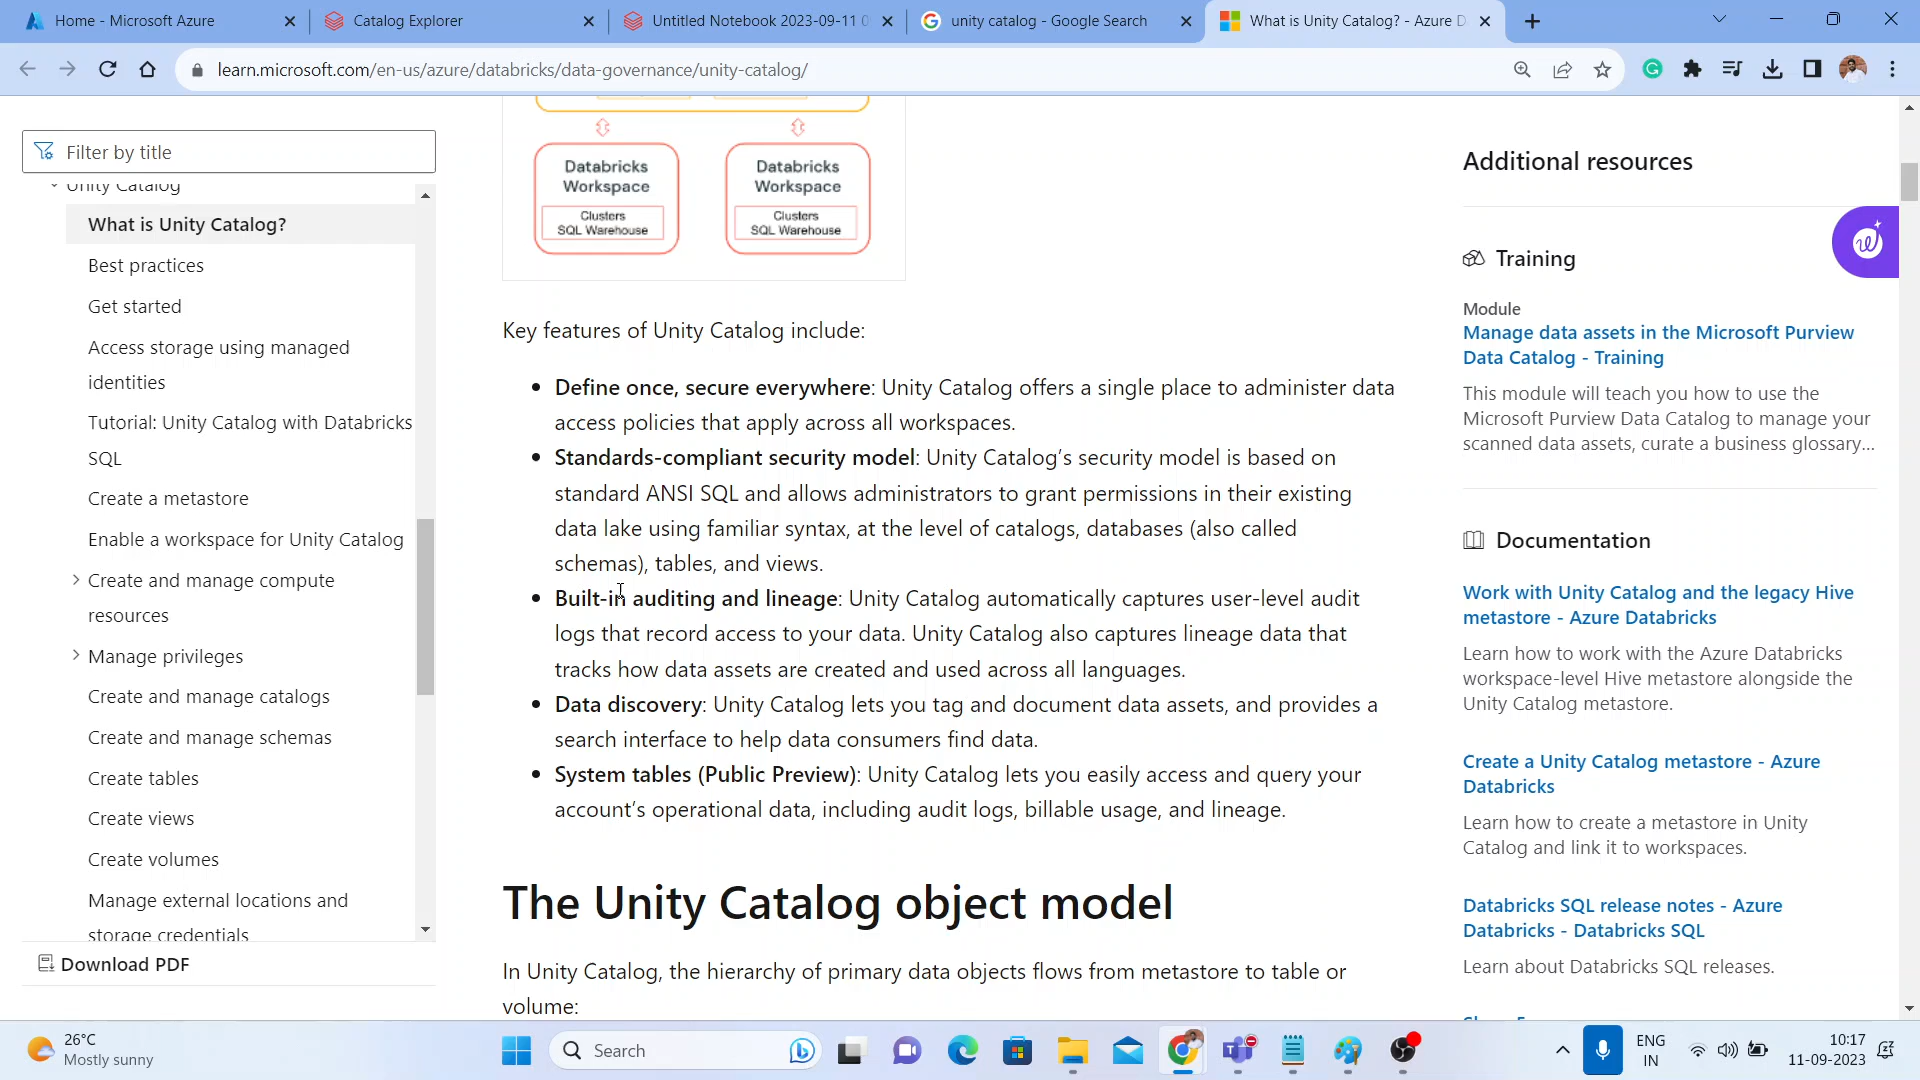 Home - Microsoft Azure
Catalog Explorer
Untitled Notebook 2023-09-11 0
unity catalog - Google Search
What is Unity Catalog? - Azure D
learn.microsoft.com/en-us/azure/databricks/data-governance/unity-catalog/
Filter by title
Unity Catalog
What is Unity Catalog?
Best practices
Get started
Access storage using managed
identities
Tutorial: Unity Catalog with Databricks
SQL
Create a metastore
Enable a workspace for Unity Catalog
Create and manage compute
resources
Manage privileges
Create and manage catalogs
Create and manage schemas
Create tables
Create views
Create volumes
Manage external locations and
storage credentials
Download PDF
Databricks
Workspace
Clusters
SQL Warehouse
Databricks
Workspace
Clusters
SQL Warehouse
Key features of Unity Catalog include:
• Define once, secure everywhere: Unity Catalog offers a single place to administer data
access policies that apply across all workspaces.
• Standards-compliant security model: Unity Catalog's security model is based on
standard ANSI SQL and allows administrators to grant permissions in their existing
data lake using familiar syntax, at the level of catalogs, databases (also called
schemas), tables, and views.
• Built-in auditing and lineage: Unity Catalog automatically captures user-level audit
logs that record access to your data. Unity Catalog also captures lineage data that
tracks how data assets are created and used across all languages.
• Data discovery: Unity Catalog lets you tag and document data assets, and provides a
search interface to help data consumers find data.
• System tables (Public Preview): Unity Catalog lets you easily access and query your
account's operational data, including audit logs, billable usage, and lineage.
The Unity Catalog object model
In Unity Catalog, the hierarchy of primary data objects flows from metastore to table or
volume:
Additional resources
Training
Module
Manage data assets in the Microsoft Purview
Data Catalog - Training
This module will teach you how to use the
Microsoft Purview Data Catalog to manage your
scanned data assets, curate a business glossary...
Documentation
Work with Unity Catalog and the legacy Hive
metastore - Azure Databricks
Learn how to work with the Azure Databricks
workspace-level Hive metastore alongside the
Unity Catalog metastore.
Create a Unity Catalog metastore - Azure
Databricks
Learn how to create a metastore in Unity
Catalog and link it to workspaces.
Databricks SQL release notes - Azure
Databricks - Databricks SQL
Learn about Databricks SQL releases.
26°C
Mostly sunny
Search
ENG
IN
10:17
11-09-2023